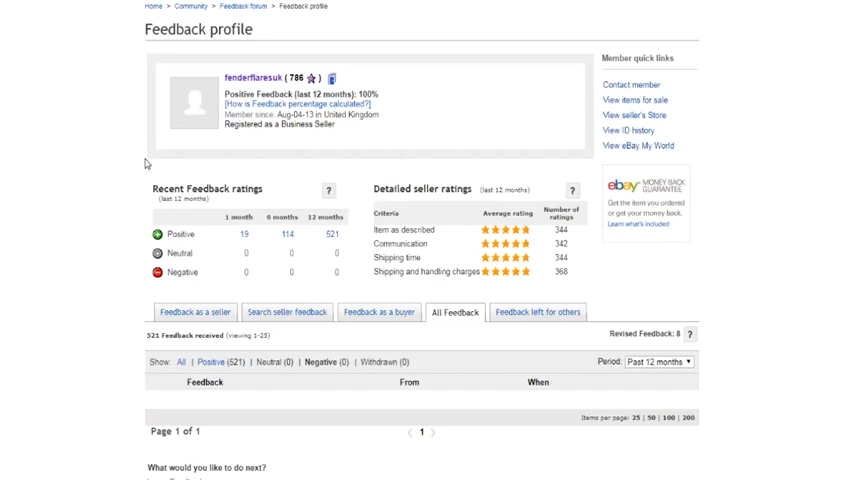 Home > Community > Feedback forum > Feedback profile
Feedback profile
Member quick links
fenderflaresuk ( 786 )
Positive Feedback (last 12 months): 100%
[How is Feedback percentage calculated?]
Member since: Aug-04-13 in United Kingdom
Registered as a Business Seller
Contact member
View items for sale
View seller's Store
View ID history
View eBay My World
ebay MONEY BACK GUARANTEE
Get the item you ordered
or get your money back.
Learn what's included
Recent Feedback ratings
(last 12 months)
?
1 month 6 months 12 months
Positive 19 114 521
Neutral 0 0 0
Negative 0 0 0
Detailed seller ratings (last 12 months) ?
Criteria Average rating Number of ratings
Item as described 344
Communication 342
Shipping time 344
Shipping and handling charges 368
Feedback as a seller Search seller feedback Feedback as a buyer All Feedback Feedback left for others
521 Feedback received (viewing 1-25) Revised Feedback: 8 ?
Show: All | Positive (521) | Neutral (0) | Negative (0) | Withdrawn (0) Period: Past 12 months
Feedback From When
Items per page: 25 | 50 | 100 | 200
Page 1 of 1 < 1 >
What would you like to do next?